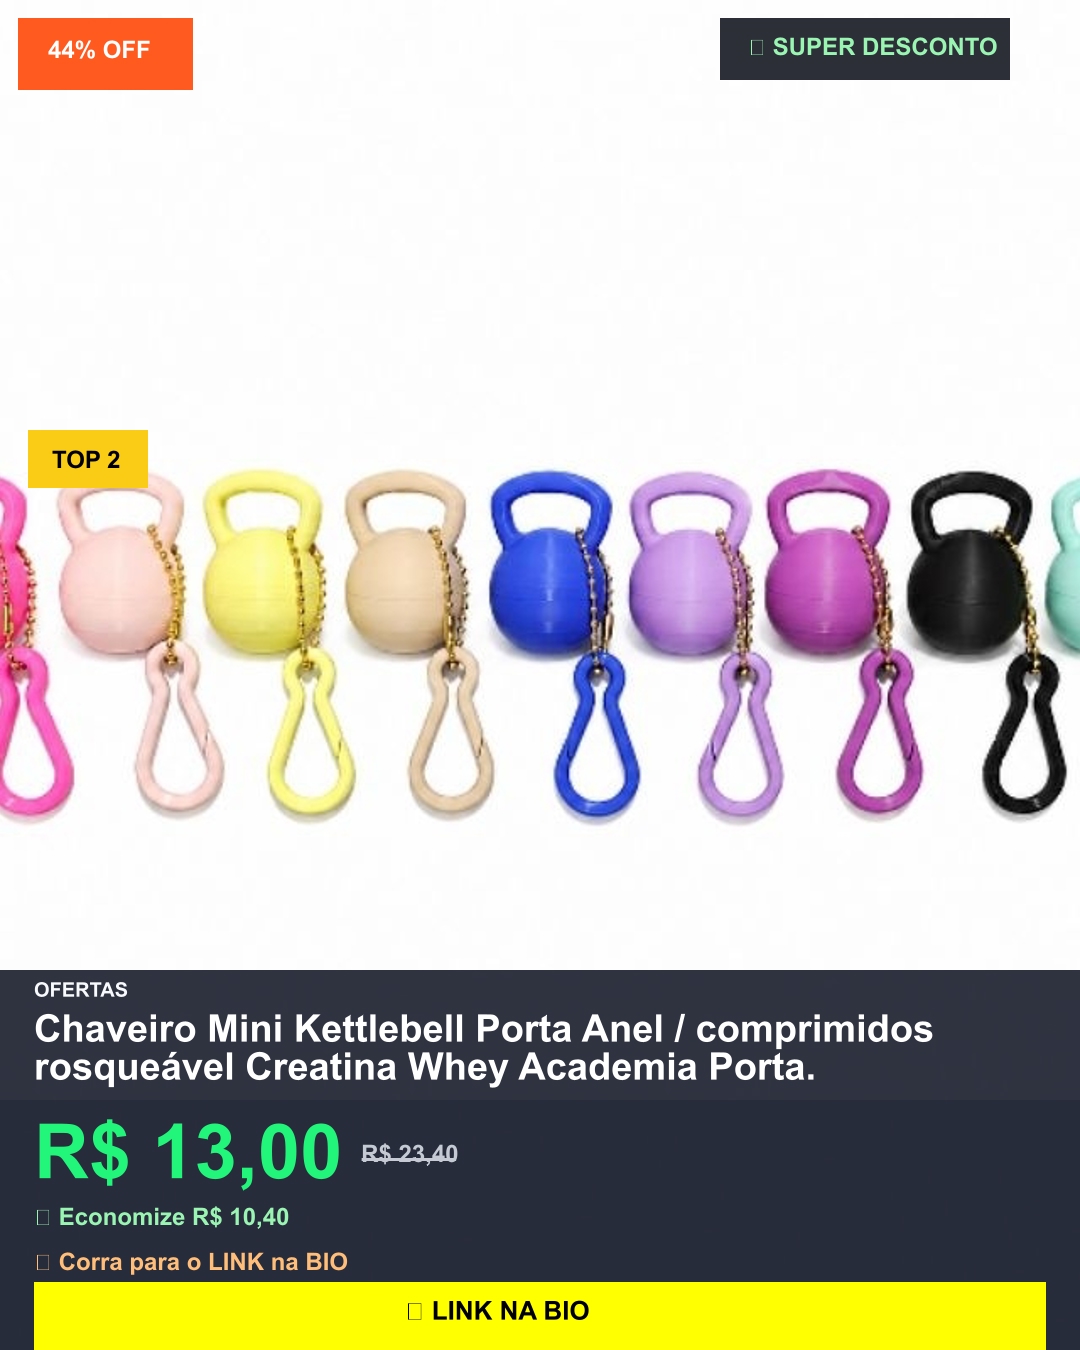 44% OFF
SUPER DESCONTO
TOP 2
OFERTAS
Chaveiro Mini Kettlebell Porta Anel / comprimidos
rosqueável Creatina Whey Academia Porta.
R$ 13,00 R$ 23,40
Economize R$ 10,40
Corra para o LINK na BIO
LINK NA BIO